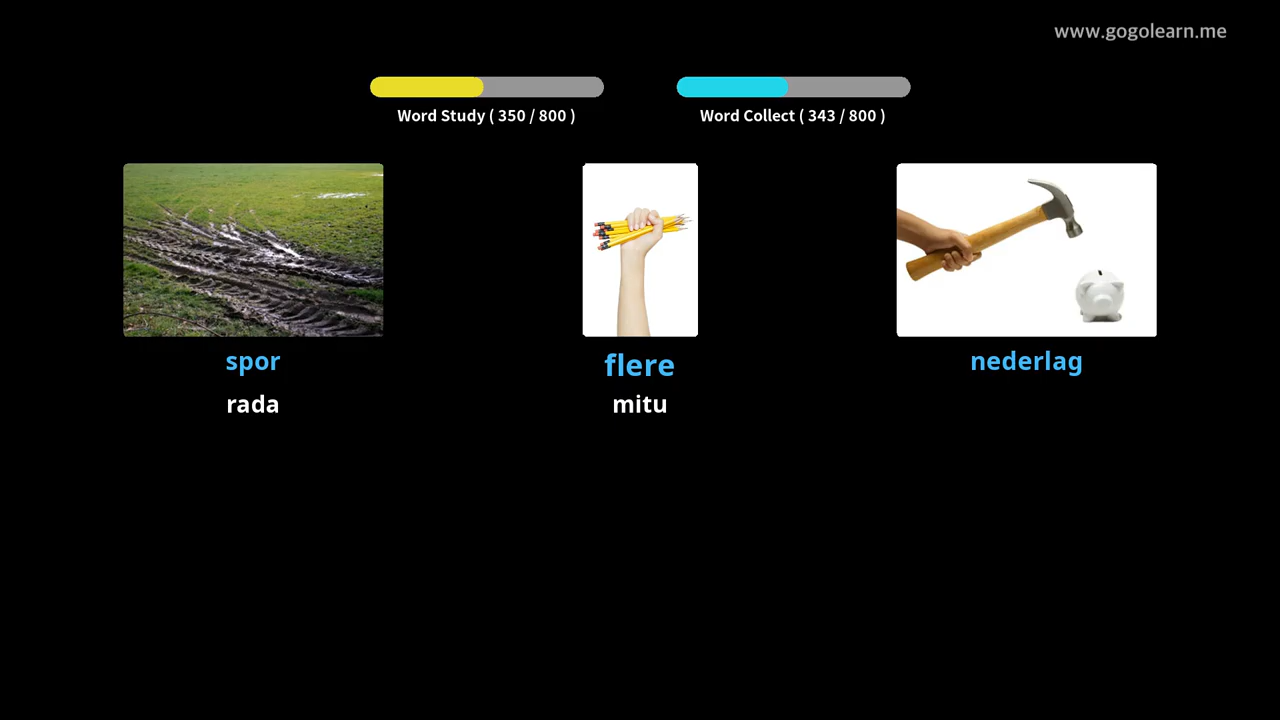 www.gogolearn.me
Word Study ( 350 / 800 )
Word Collect ( 343 / 800 )
spor
flere
nederlag
rada
mitu